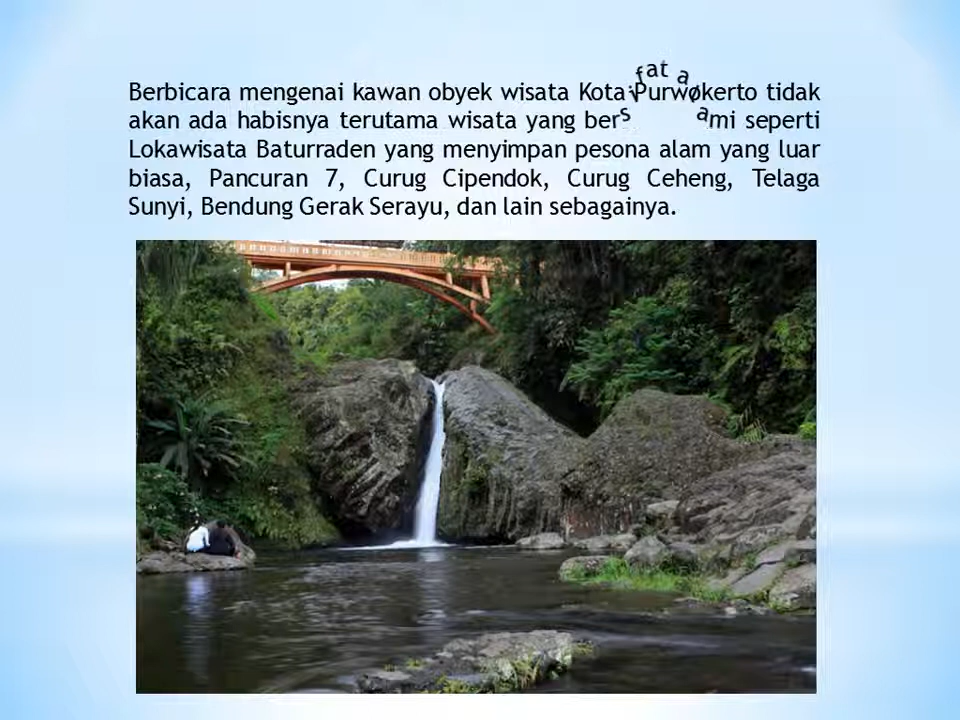 Berbicara mengenai kawan obyek wisata Kota Purwokerto tidak
akan ada habisnya terutama wisata yang bersifat alami seperti
Lokawisata Baturraden yang menyimpan pesona alam yang luar
biasa, Pancuran 7, Curug Cipendok, Curug Ceheng, Telaga
Sunyi, Bendung Gerak Serayu, dan lain sebagainya.